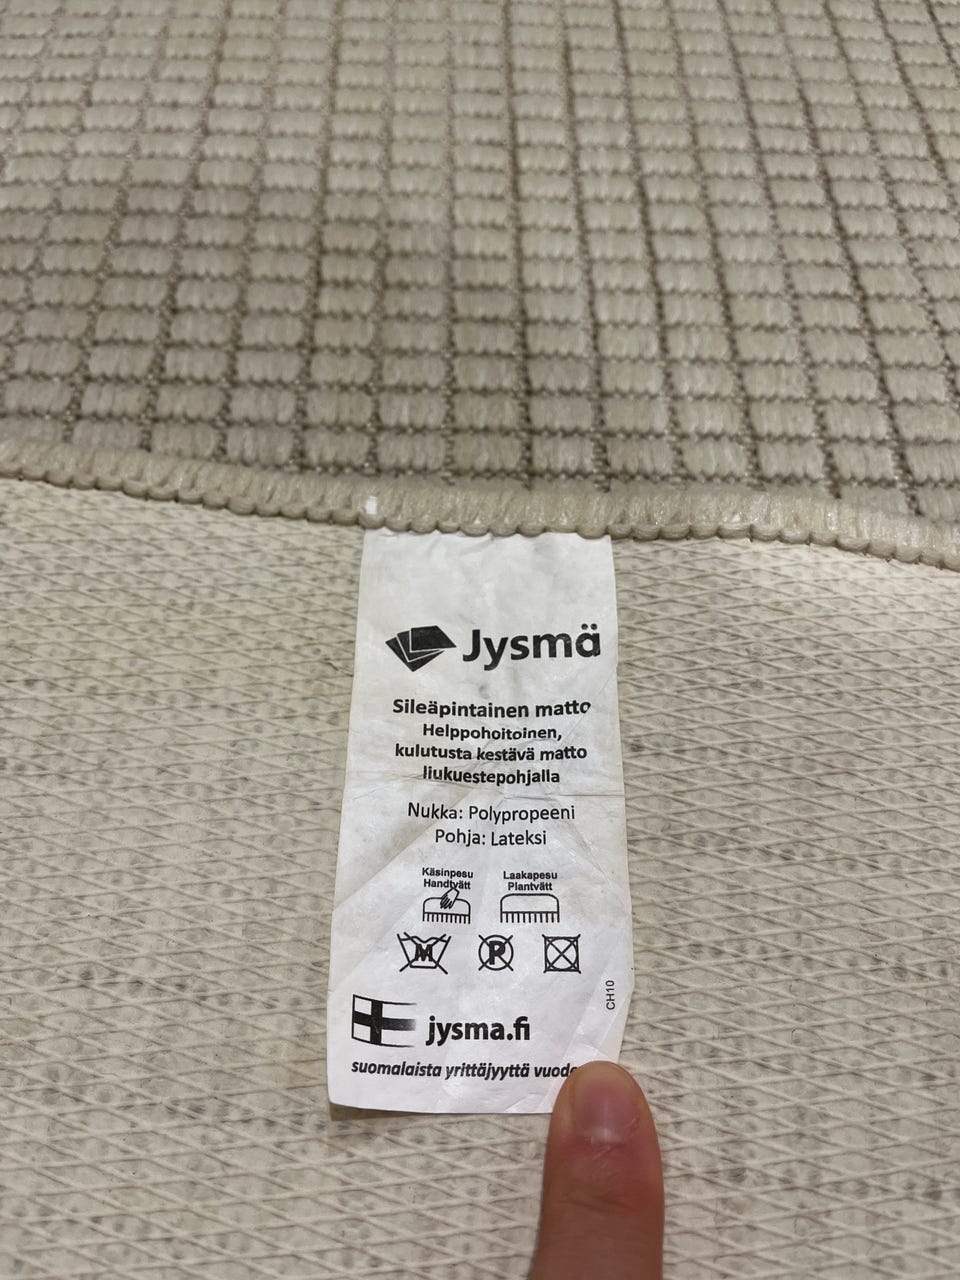 Jysmä
Sileäpintainen matto
Helppohoitoinen,
kulutusta kestävä matto
liukuestepohjalla
Nukka: Polypropeeni
Pohja: Lateksi
Käsinpesu Laakapesu
Handtvätt Plantvätt
M P
CH10
jysma.fi
suomalaista yrittäjyyttä